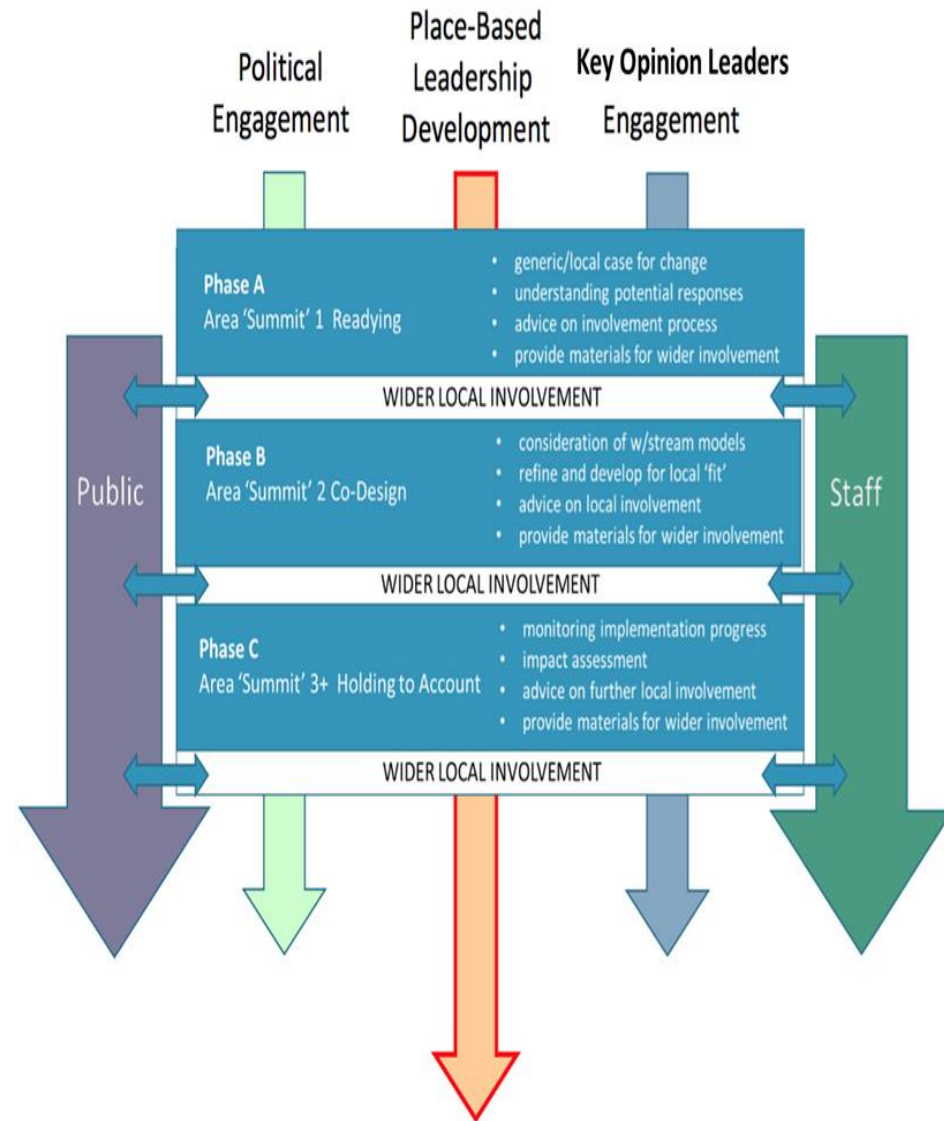 Political
Engagement
Place-Based
Leadership
Development
Key Opinion Leaders
Engagement
Phase A
Area ‘Summit’ 1 Readying
• generic/local case for change
• understanding potential responses
• advice on involvement process
• provide materials for wider involvement
WIDER LOCAL INVOLVEMENT
Phase B
Area ‘Summit’ 2 Co-Design
• consideration of w/stream models
• refine and develop for local ‘fit’
• advice on local involvement
• provide materials for wider involvement
Public
Staff
WIDER LOCAL INVOLVEMENT
Phase C
Area ‘Summit’ 3+ Holding to Account
• monitoring implementation progress
• impact assessment
• advice on further local involvement
• provide materials for wider involvement
WIDER LOCAL INVOLVEMENT